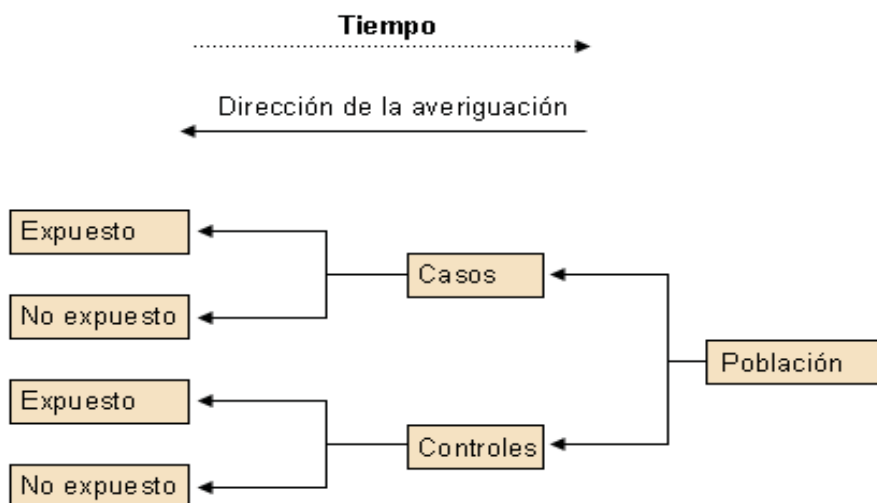 Tiempo
Dirección de la averiguación
Expuesto
No expuesto
Casos
Población
Expuesto
No expuesto
Controles